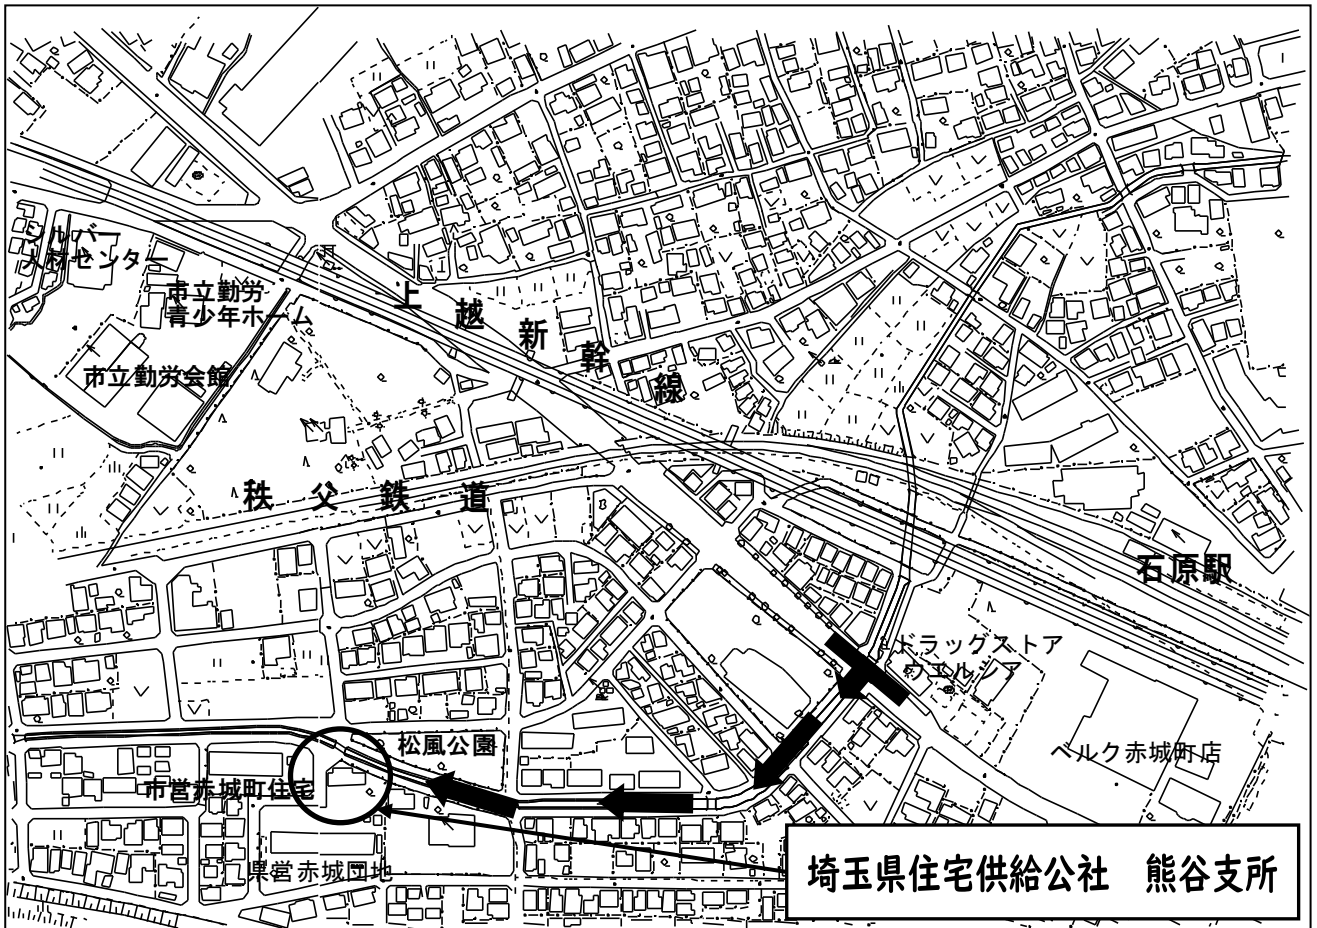 シルバー
人材センター
市立勤労
青少年ホーム
市立勤労会館
上越新幹線
秩父鉄道
石原駅
ドラッグストア
ウエルシア
ベルク赤城町店
松風公園
市営赤城町住宅
県営赤城団地
埼玉県住宅供給公社　熊谷支所